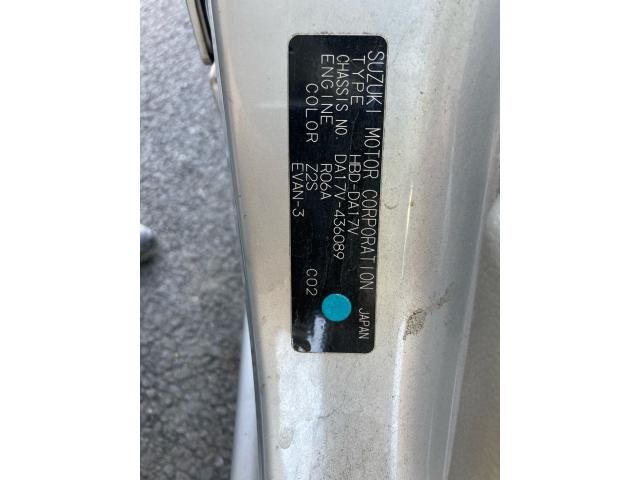 SUZUKI MOTOR CORPORATION JAPAN
TYPE HBD-DA17V
CHASSIS NO. DA17V-436089
ENGINE R06A
COLOR Z2S C02
EVAN-3